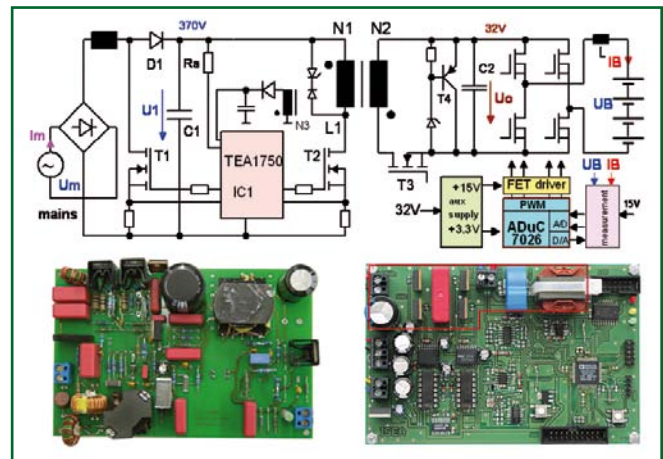 370V
N1
N2
32V
IB
D1
Rs
L
U1
C1
N3
L1
T4
C2
Uo
UB
Im
Um
mains
T1
TEA1750
IC1
T2
T3
UB
IB
+15V
aux
supply
+3.3V
32V
FET driver
PWM
ADuC
7026
A/D
D/A
measurement
15V
ISEA